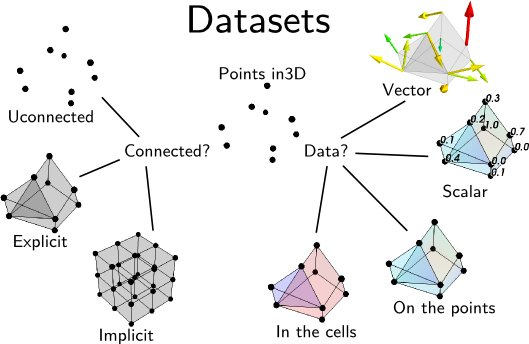 Datasets
Points in3D
Vector
Uconnected
Connected?
Data?
0.3
0.2
1.0
0.7
0.1
0.0
0.4
0.0
0.1
Scalar
Explicit
Implicit
In the cells
On the points